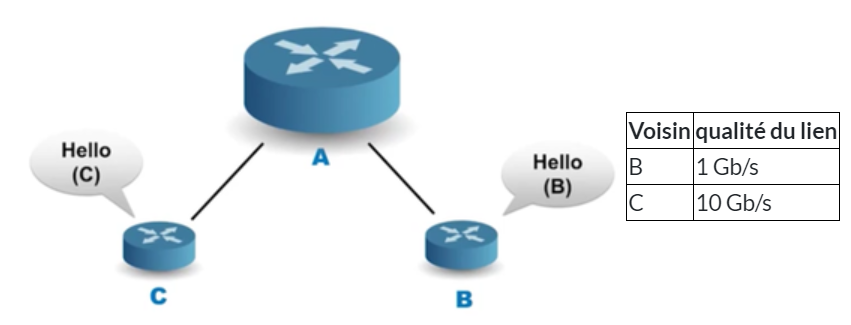 Hello
(C)
A
Hello
(B)
C
B
Voisin qualité du lien
B 1 Gb/s
C 10 Gb/s